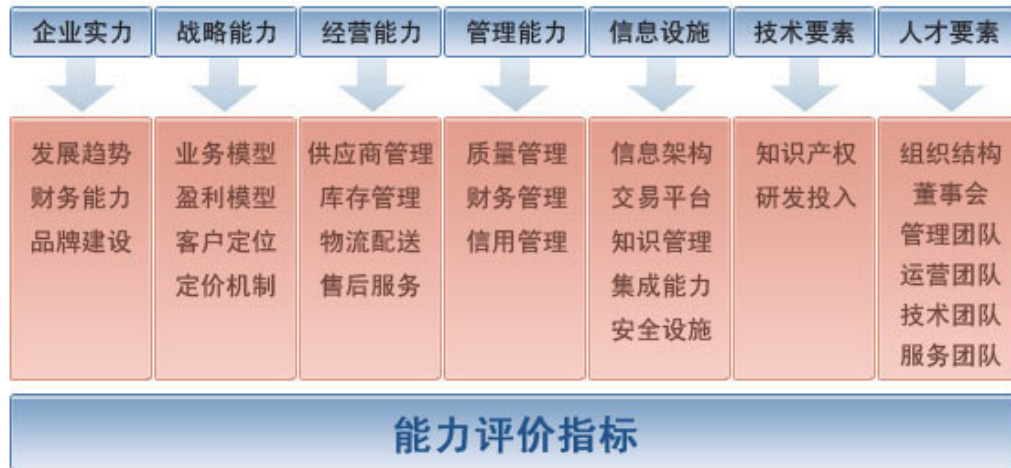 企业实力
战略能力
经营能力
管理能力
信息设施
技术要素
人才要素
发展趋势
财务能力
品牌建设
业务模型
盈利模型
客户定位
定价机制
供应商管理
库存管理
物流配送
售后服务
质量管理
财务管理
信用管理
信息架构
交易平台
知识管理
集成能力
安全设施
知识产权
研发投入
组织结构
董事会
管理团队
运营团队
技术团队
服务团队
能力评价指标